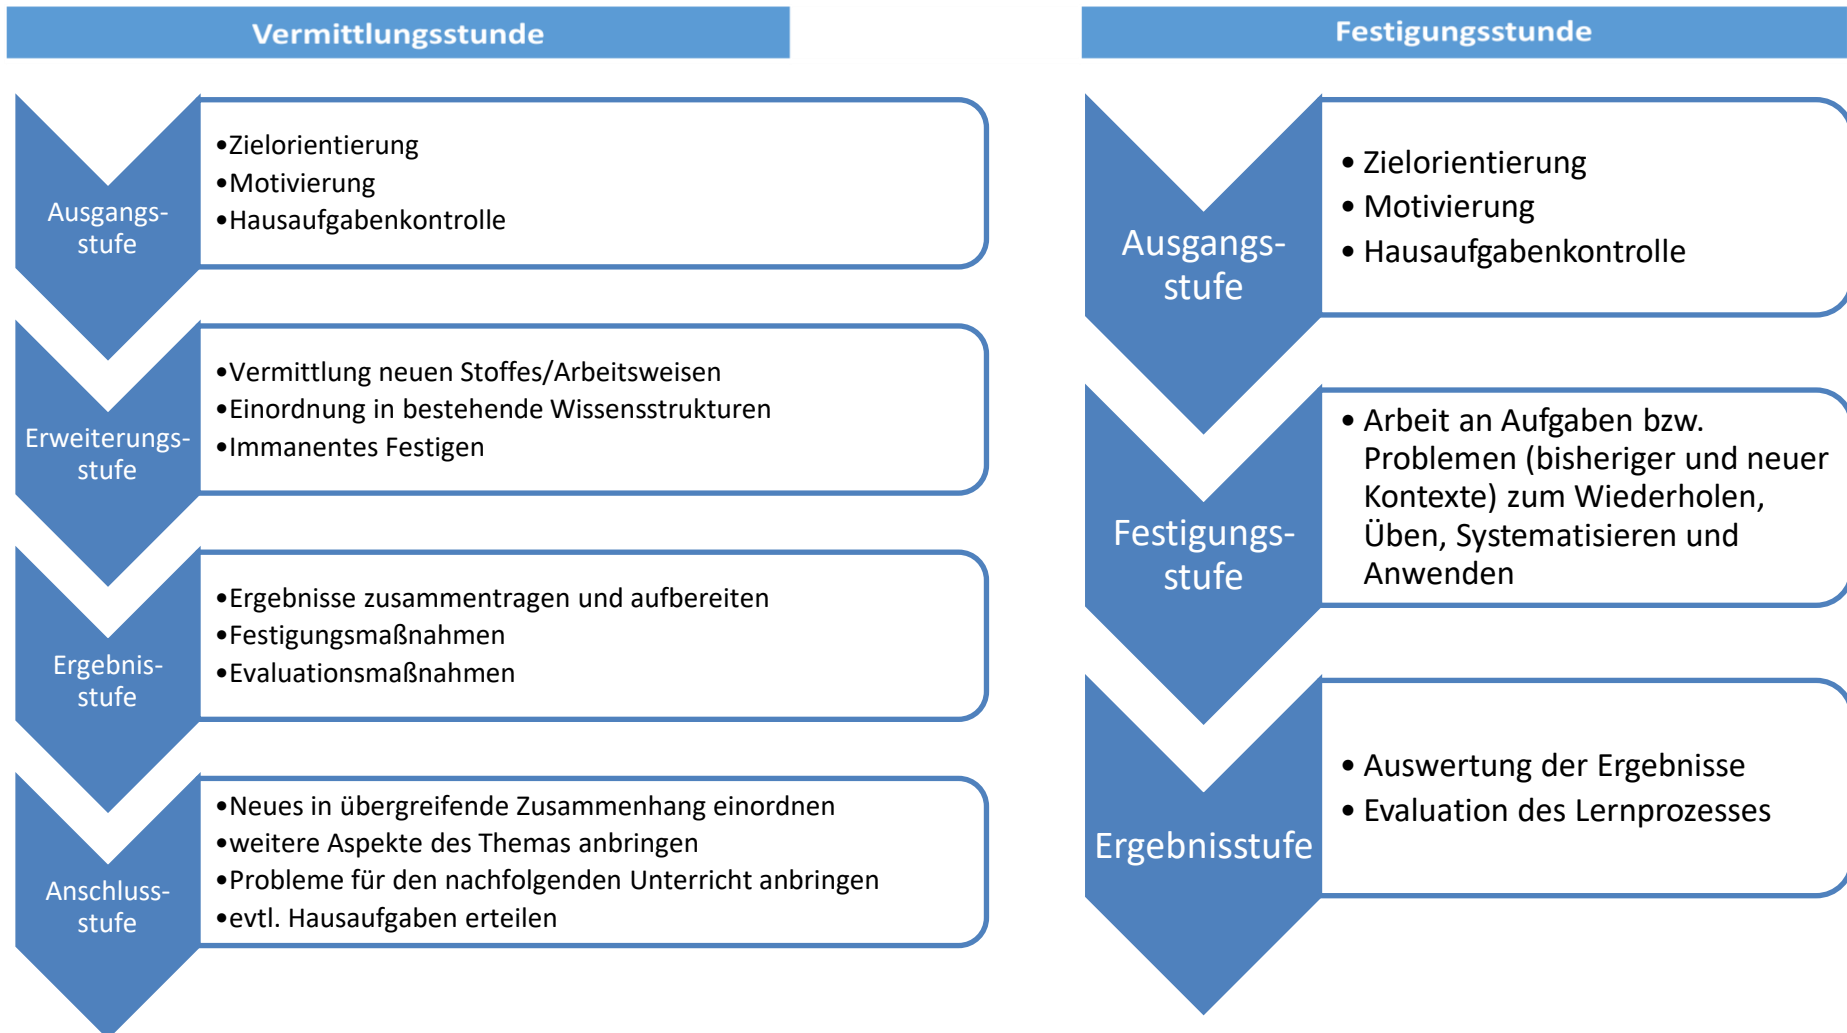 Vermittlungsstunde
Ausgangs-
stufe
•Zielorientierung
•Motivierung
•Hausaufgabenkontrolle
Erweiterungs-
stufe
•Vermittlung neuen Stoffes/Arbeitsweisen
•Einordnung in bestehende Wissensstrukturen
•Immanentes Festigen
Ergebnis-
stufe
•Ergebnisse zusammentragen und aufbereiten
•Festigungsmaßnahmen
•Evaluationsmaßnahmen
Anschluss-
stufe
•Neues in übergreifende Zusammenhang einordnen
•weitere Aspekte des Themas anbringen
•Probleme für den nachfolgenden Unterricht anbringen
•evtl. Hausaufgaben erteilen
Festigungsstunde
Ausgangs-
stufe
• Zielorientierung
• Motivierung
• Hausaufgabenkontrolle
Festigungs-
stufe
• Arbeit an Aufgaben bzw.
Problemen (bisheriger und neuer
Kontexte) zum Wiederholen,
Üben, Systematisieren und
Anwenden
Ergebnisstufe
• Auswertung der Ergebnisse
• Evaluation des Lernprozesses